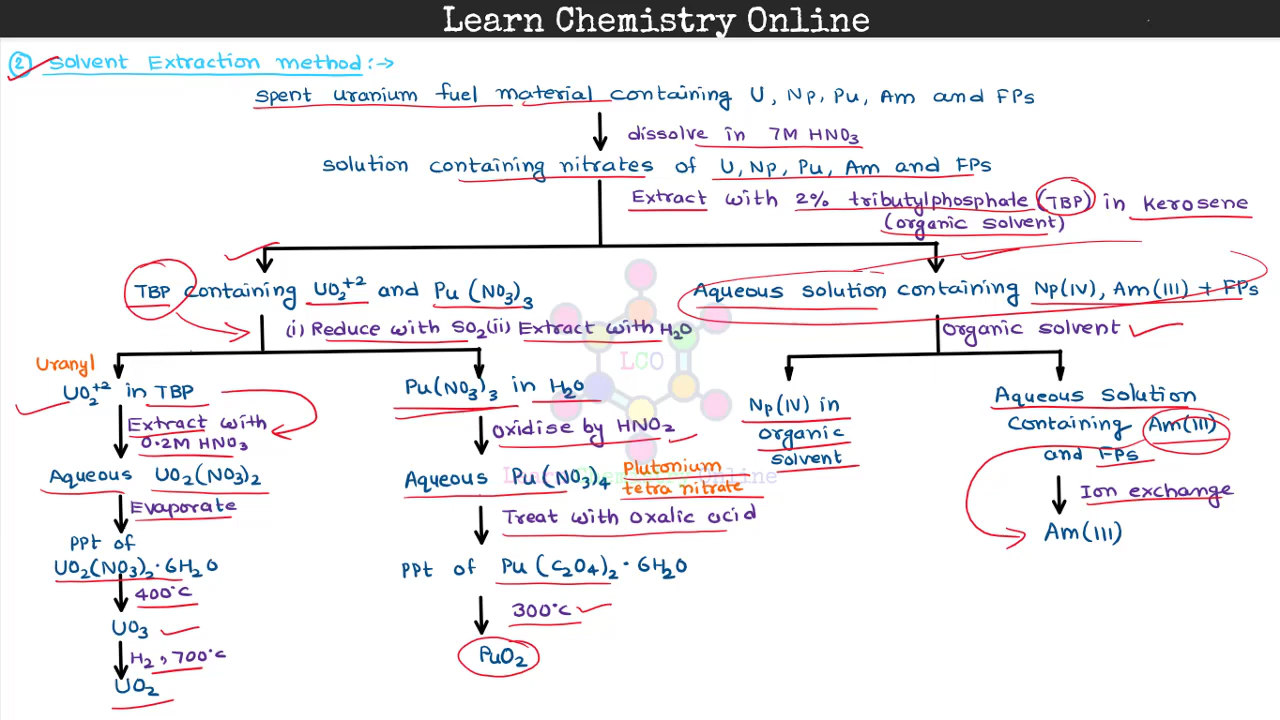 Learn Chemistry Online
② Solvent Extraction method :→
spent uranium fuel material containing U, Np, Pu, Am and FPs
dissolve in 7M HNO₃
solution containing nitrates of U, Np, Pu, Am and FPs
Extract with 2% tributylphosphate (TBP) in kerosene
(organic solvent)
TBP containing UO₂⁺² and Pu(NO₃)₃
Aqueous solution containing Np(IV), Am(III) + FPs
(i) Reduce with SO₂ (ii) Extract with H₂O
organic solvent
LCO
Uranyl
UO₂⁺² in TBP
Extract with
0.2M HNO₃
Aqueous UO₂(NO₃)₂
Evaporate
PPt of
UO₂(NO₃)₂·6H₂O
400°C
UO₃
H₂, 700°C
UO₂
Pu(NO₃)₃ in H₂O
oxidise by HNO₂
Aqueous Pu(NO₃)₄
Plutonium
tetra nitrate
Learn Chemistry Online
Treat with oxalic acid
PPt of Pu(C₂O₄)₂·6H₂O
300°C
PuO₂
Np(IV) in
organic
solvent
Aqueous solution
containing Am(III)
and FPs
Ion exchange
Am(III)